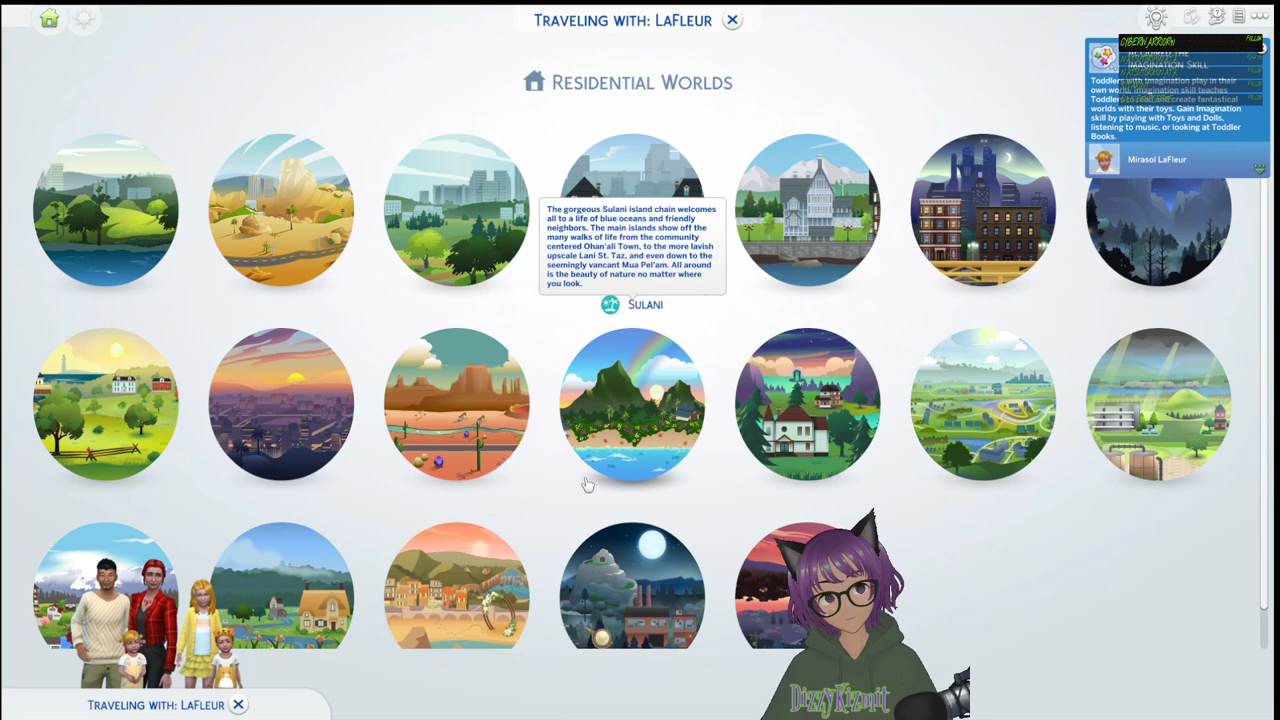 TRAVELING WITH: LAFLEUR
RESIDENTIAL WORLDS
CYBERWARRIOR
IMAGINATION SKILL
Toddlers with Imagination play in their
own world. Imagination skill teaches
Toddlers to create fantastical
worlds with their toys. Gain Imagination
skill by playing with Toys and Dolls,
listening to music, or looking at Toddler
Books.
Mirasol LaFleur
The gorgeous Sulani island chain welcomes
all to a life of blue oceans and friendly
neighbors. The main islands show off the
many walks of life from the community
centered Ohan'ali Town, to the more lavish
upscale Lani St. Taz, and even down to the
seemingly vancant Mua Pel'am. All around
is the beauty of nature no matter where
you look.
SULANI
DizzyKizmit
TRAVELING WITH: LAFLEUR